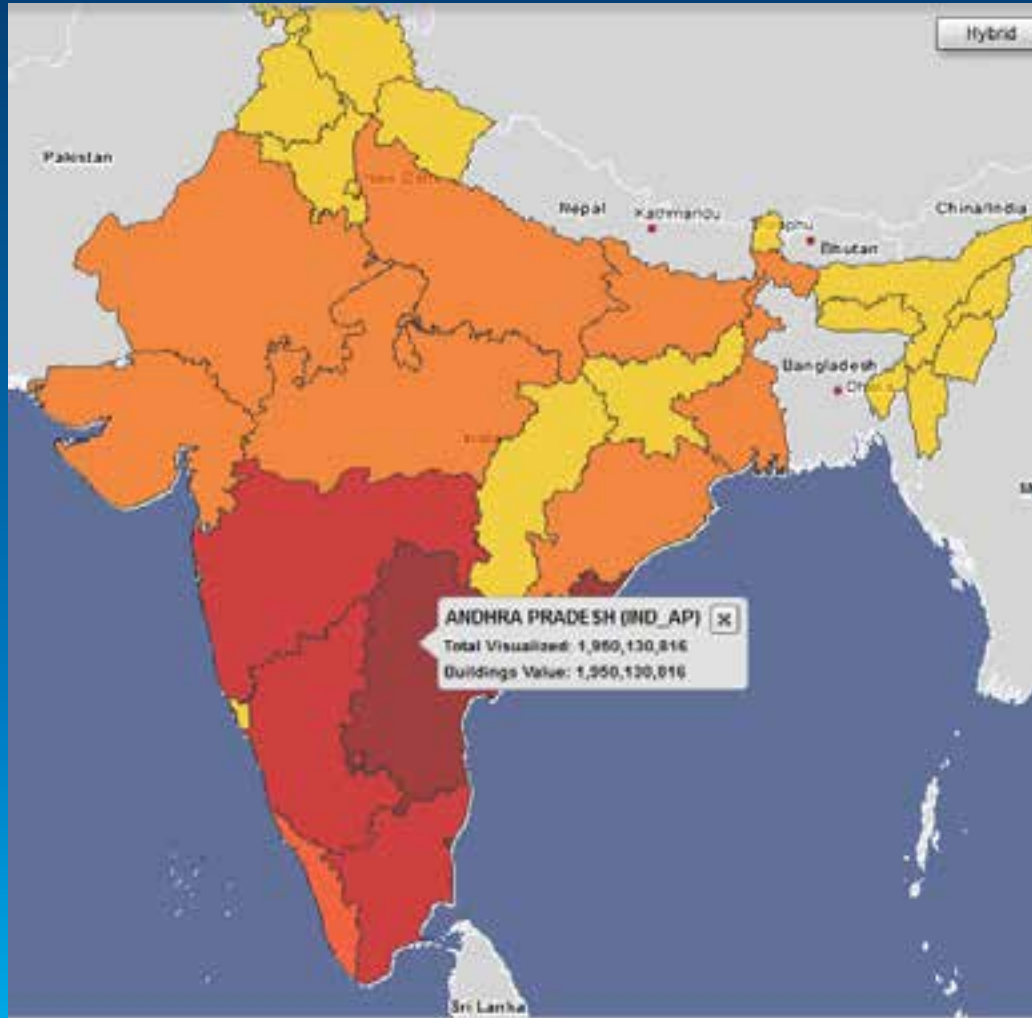 Hybrid
Pakistan
Nepal
Kathmandu
China/India
Bhutan
Bangladesh
ANDHRA PRADESH (IND_AP)
Total Visualized: 1,950,130,816
Buildings Value: 1,950,130,816
Sri Lanka